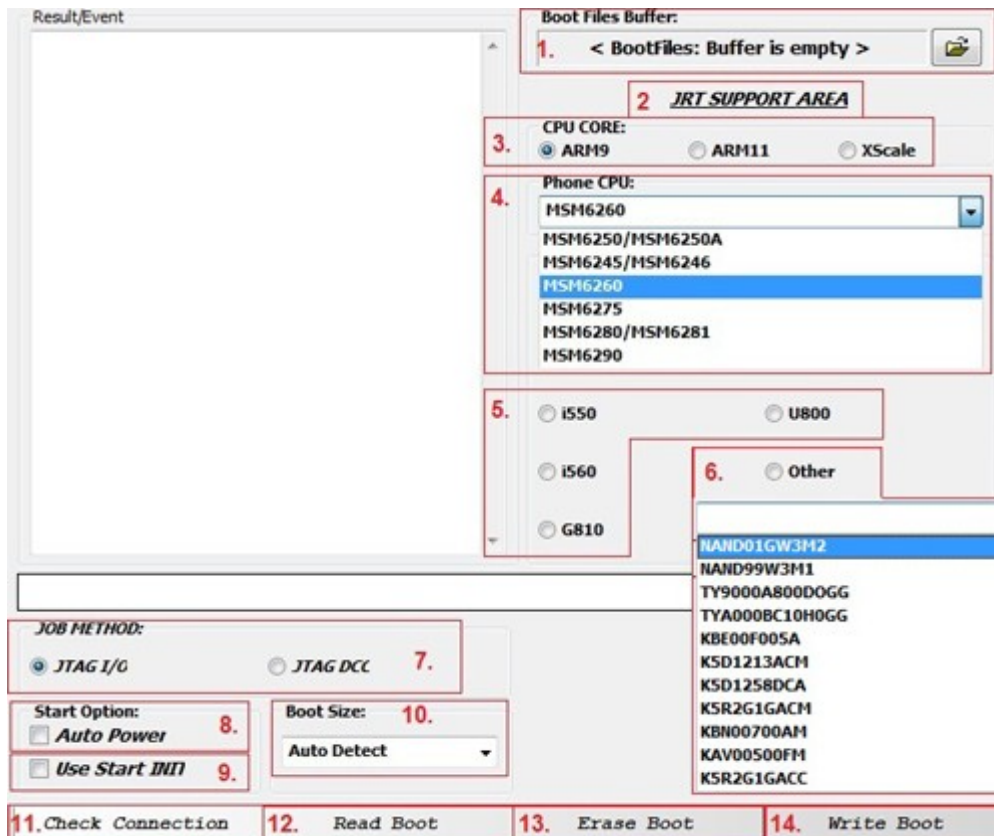 Result/Event
Boot Files Buffer:
1. < BootFiles: Buffer is empty >
2 JRT SUPPORT AREA
CPU CORE:
3. ARM9 ARM11 XScale
Phone CPU:
4.
MSM6260
MSM6250/MSM6250A
MSM6245/MSM6246
MSM6260
MSM6275
MSM6280/MSM6281
MSM6290
5. i550 U800
i560 6. Other
G810
NAND01GW3M2
NAND99W3M1
TY9000A800DOGG
TYA000BC10H0GG
KBE00F005A
K5D1213ACM
K5D1258DCA
K5R2G1GACM
KBN00700AM
KAV00500FM
K5R2G1GACC
JOB METHOD:
JTAG I/O JTAG DCC 7.
Start Option: 8.
Auto Power
Use Start INIT 9.
Boot Size: 10.
Auto Detect
11. Check Connection 12. Read Boot 13. Erase Boot 14. Write Boot